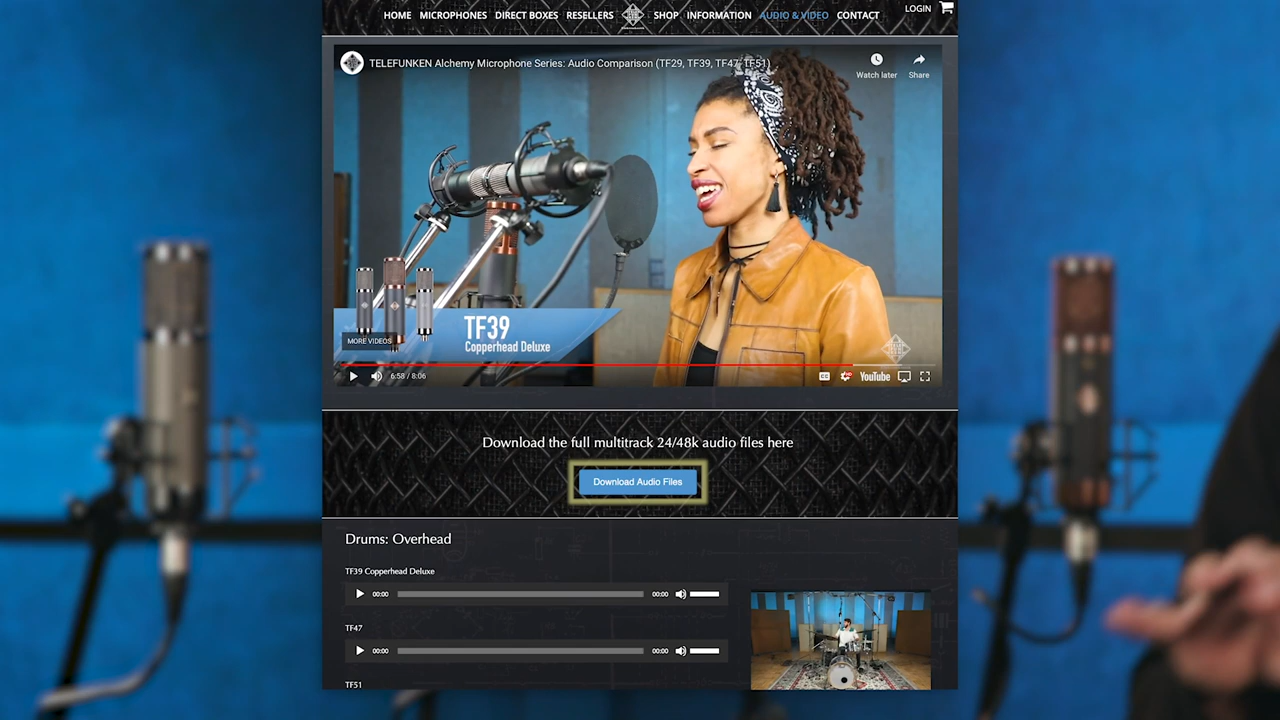 HOME MICROPHONES DIRECT BOXES RESELLERS SHOP INFORMATION AUDIO & VIDEO CONTACT LOGIN
TELEFUNKEN Alchemy Microphone Series: Audio Comparison (TF29, TF39, TF47, TF51)
Watch later
Share
TF39
Copperhead Deluxe
MORE VIDEOS
6:58 / 8:06
CC
HD
YouTube
Download the full multitrack 24/48k audio files here
Download Audio Files
Drums: Overhead
TF39 Copperhead Deluxe
00:00 00:00
TF47
00:00 00:00
TF51